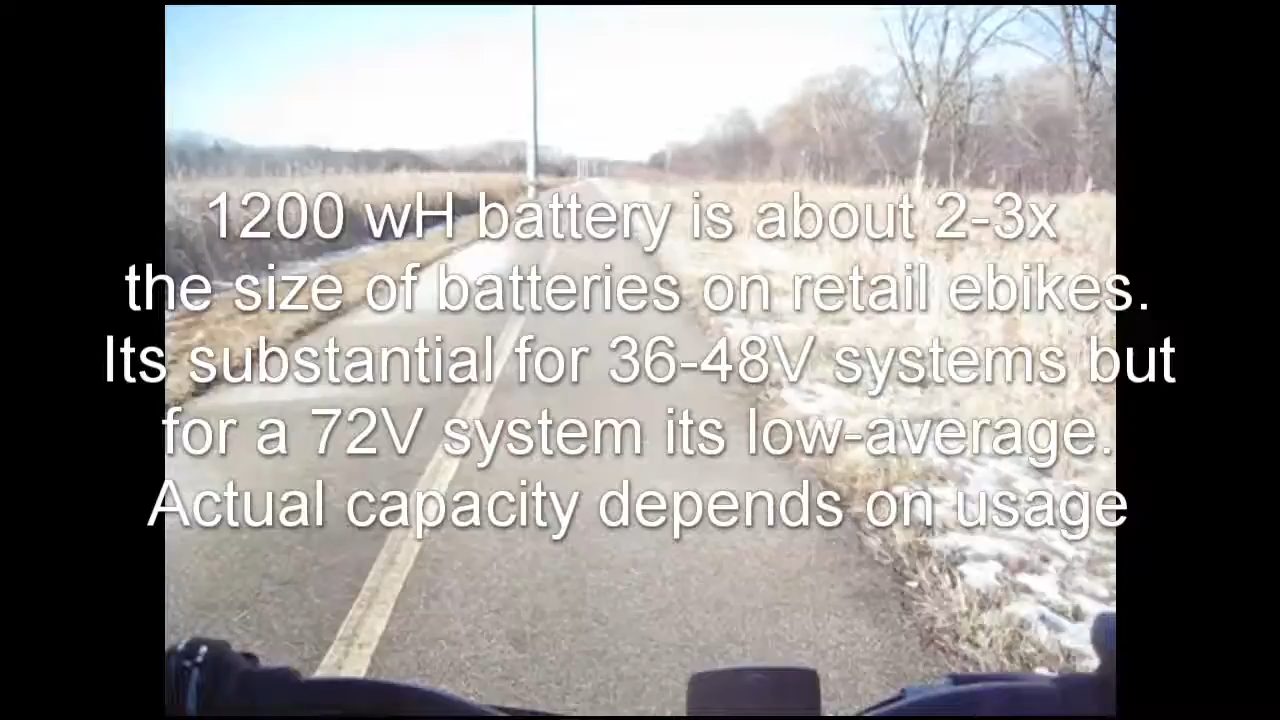 1200 wH battery is about 2-3x
the size of batteries on retail ebikes.
Its substantial for 36-48V systems but
for a 72V system its low-average.
Actual capacity depends on usage